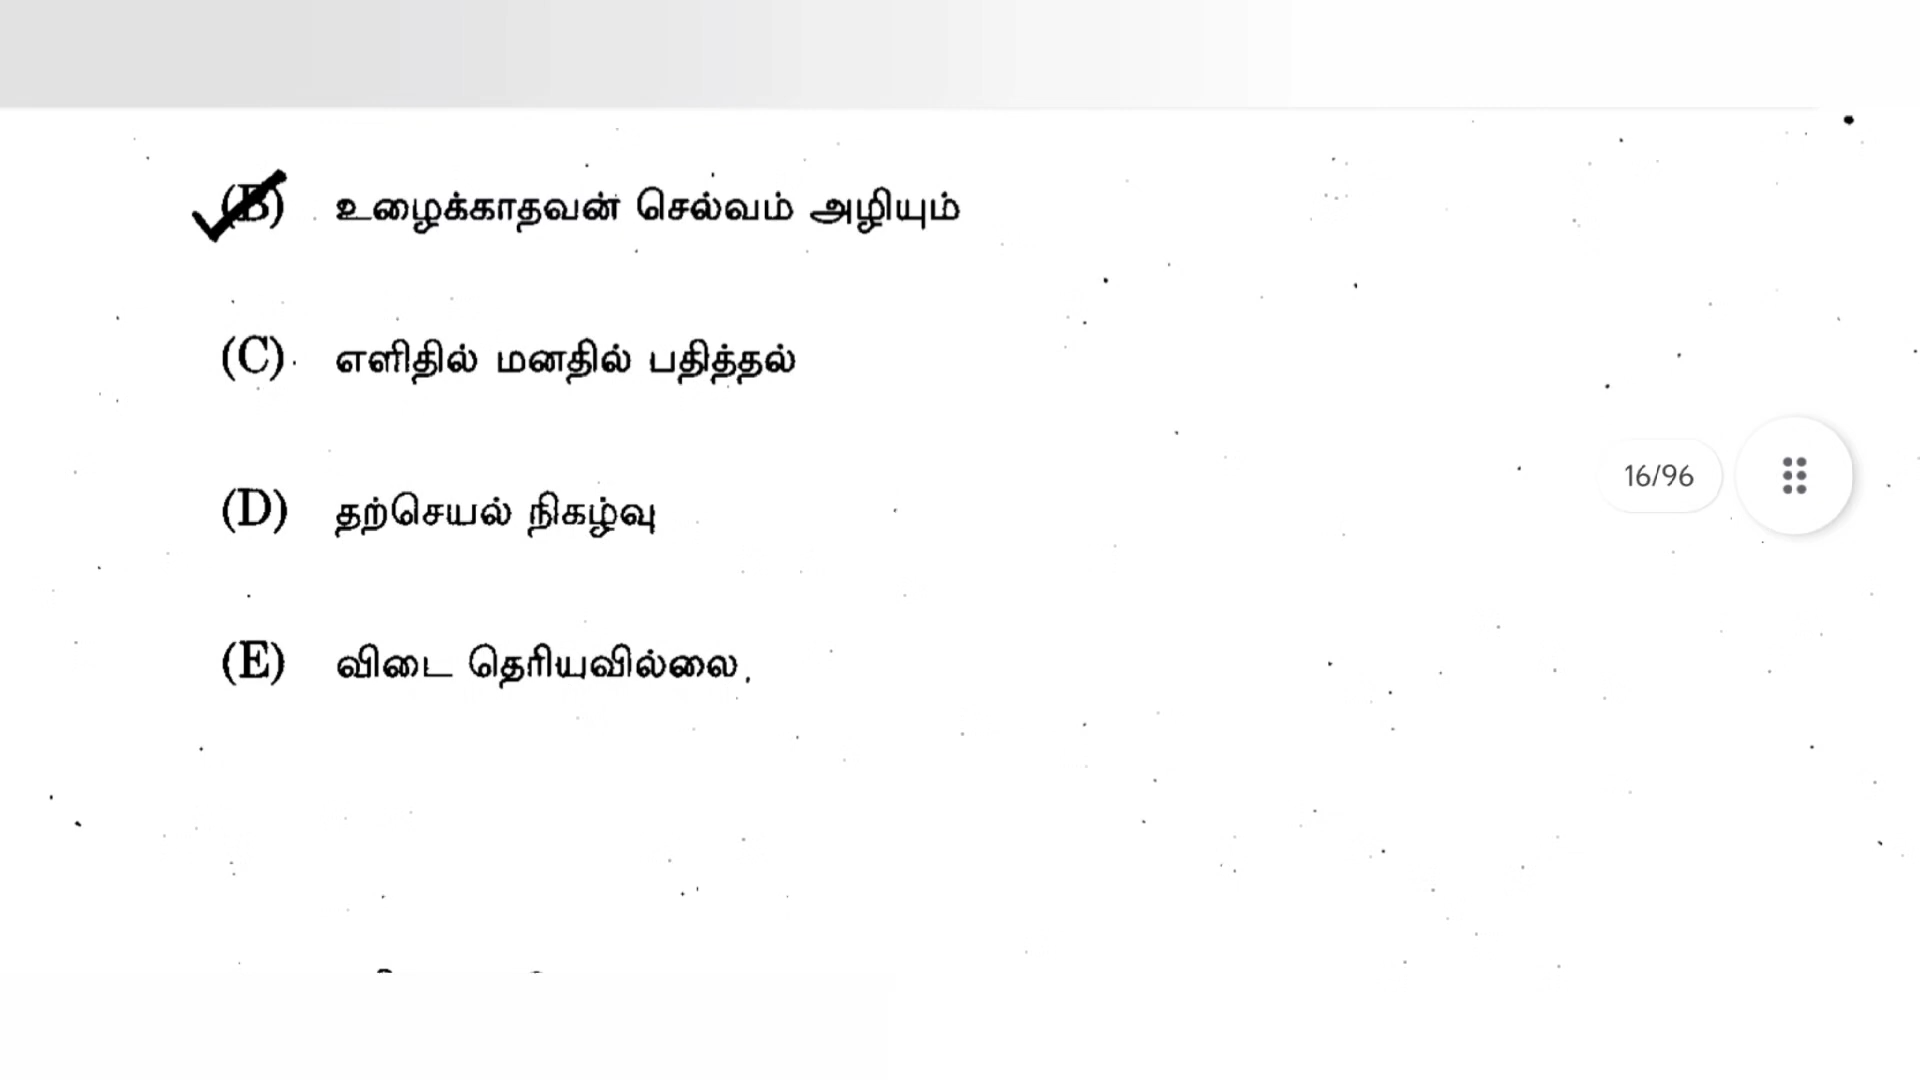 (B) உழைக்காதவன் செல்வம் அழியும்
(C) எளிதில் மனதில் பதித்தல்
16/96
(D) தற்செயல் நிகழ்வு
(E) விடை தெரியவில்லை